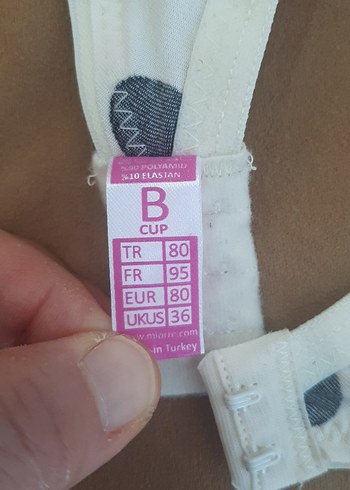 %90 POLYAMID
%10 ELASTAN
B
CUP
TR 80
FR 95
EUR 80
UKUS 36
in Turkey